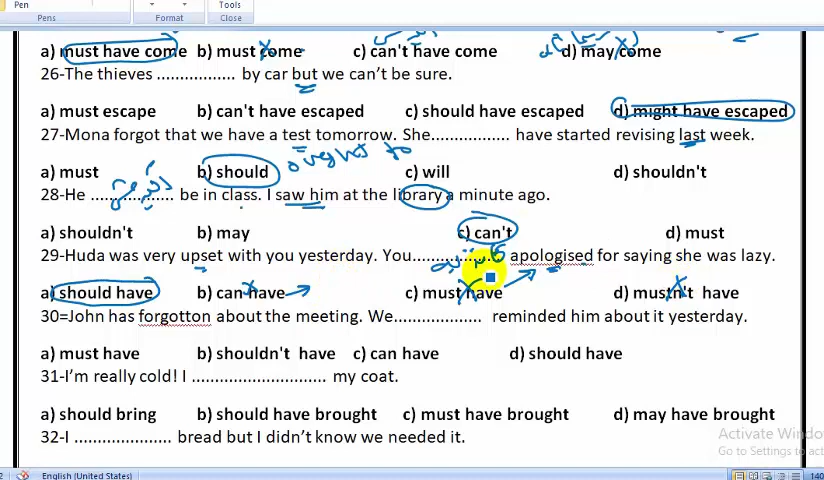 Pen
Tools
Pens Format Close
a) must have come b) must come c) can't have come d) may come
26-The thieves ................. by car but we can't be sure.
a) must escape b) can't have escaped c) should have escaped d) might have escaped
27-Mona forgot that we have a test tomorrow. She................. have started revising last week.
ought to
a) must b) should c) will d) shouldn't
28-He .................. be in class. I saw him at the library a minute ago.
a) shouldn't b) may c) can't d) must
29-Huda was very upset with you yesterday. You.................. apologised for saying she was lazy.
a) should have b) can have c) must have d) mustn't have
30=John has forgotton about the meeting. We.................. reminded him about it yesterday.
a) must have b) shouldn't have c) can have d) should have
31-I'm really cold! I ........................... my coat.
a) should bring b) should have brought c) must have brought d) may have brought
32-I ..................... bread but I didn't know we needed it.
Activate Windo
Go to Settings to act
2 English (United States) 140